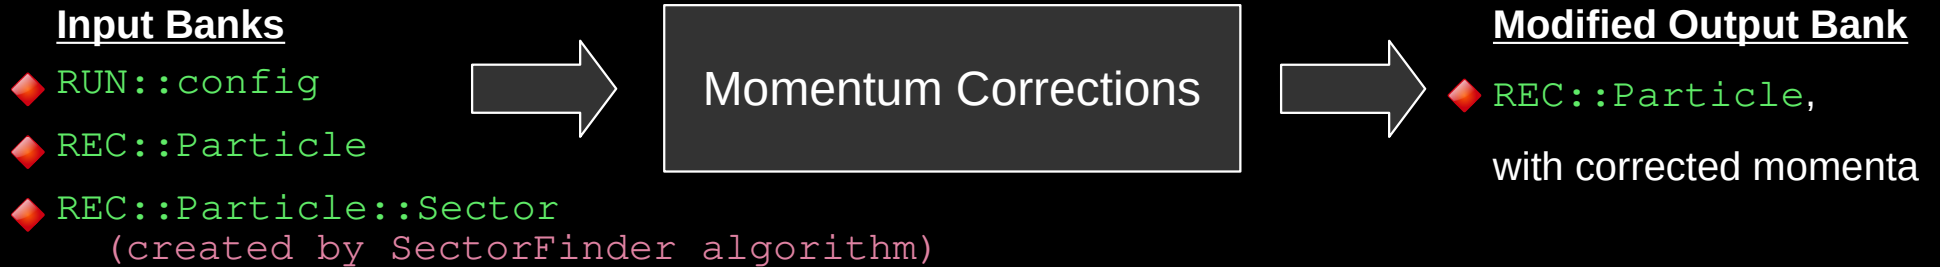 Input Banks
RUN::config
REC::Particle
REC::Particle::Sector
(created by SectorFinder algorithm)
Momentum Corrections
Modified Output Bank
REC::Particle,
with corrected momenta